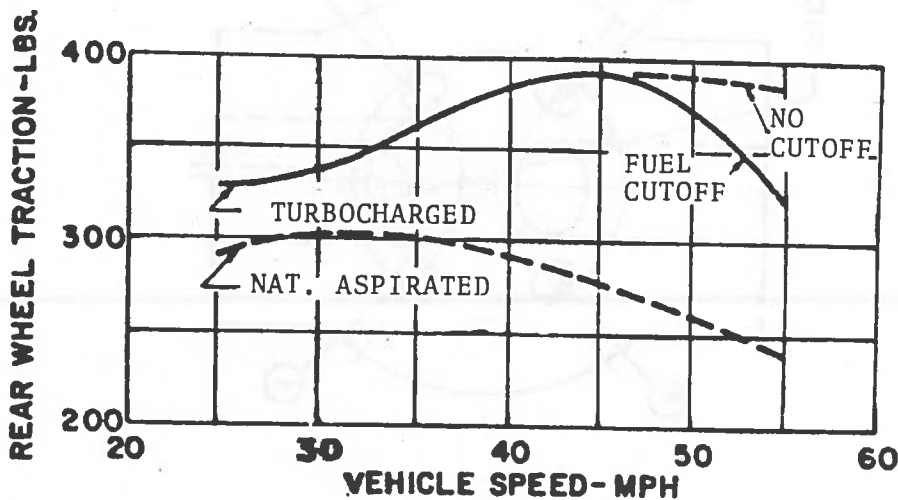 REAR WHEEL TRACTION-LBS.
400
300
200
NO
CUTOFF
FUEL
CUTOFF
TURBOCHARGED
NAT. ASPIRATED
20
30
40
50
60
VEHICLE SPEED-MPH